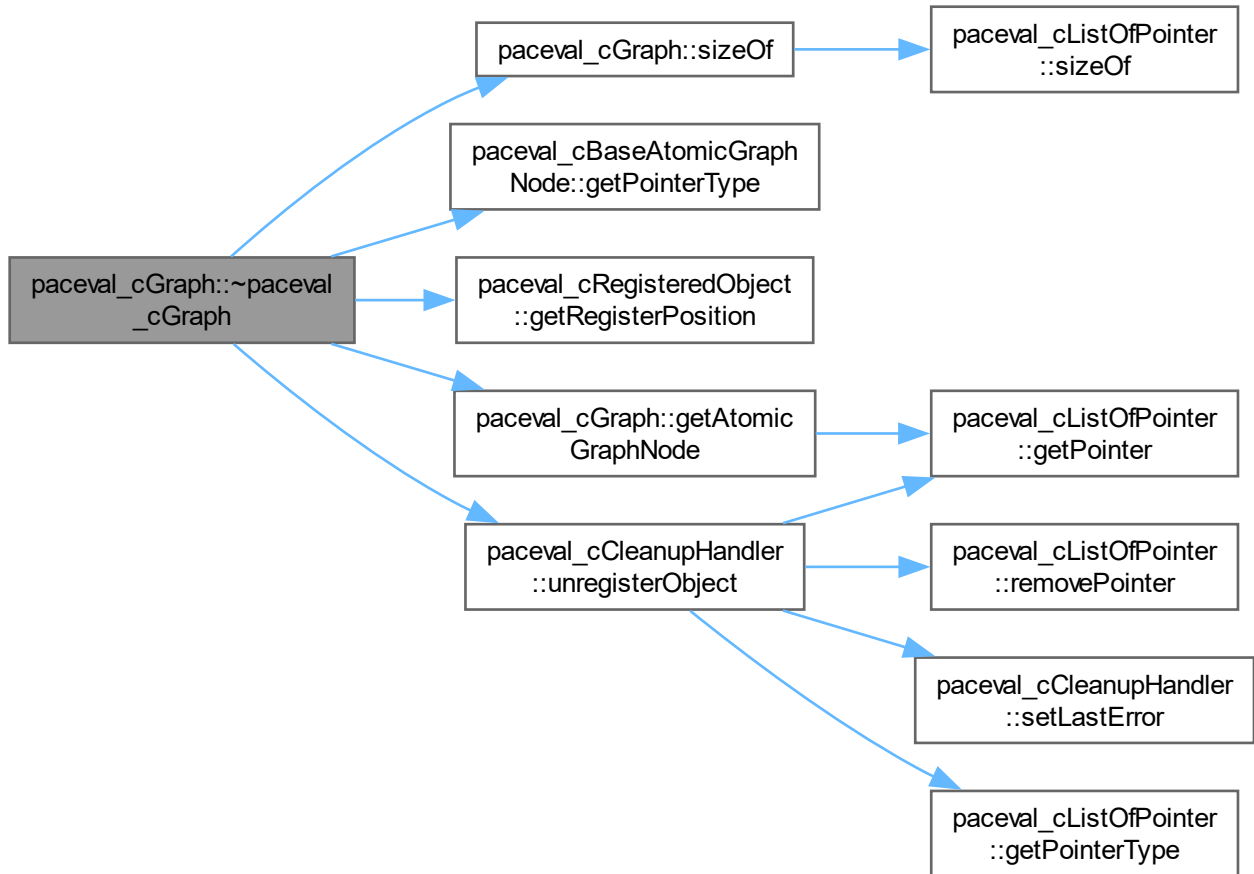 paceval_cGraph::~paceval
_cGraph
paceval_cGraph::sizeOf
paceval_cListOfPointer
::sizeOf
paceval_cBaseAtomicGraph
Node::getPointerType
paceval_cRegisteredObject
::getRegisterPosition
paceval_cGraph::getAtomic
GraphNode
paceval_cListOfPointer
::getPointer
paceval_cCleanupHandler
::unregisterObject
paceval_cListOfPointer
::removePointer
paceval_cCleanupHandler
::setLastError
paceval_cListOfPointer
::getPointerType